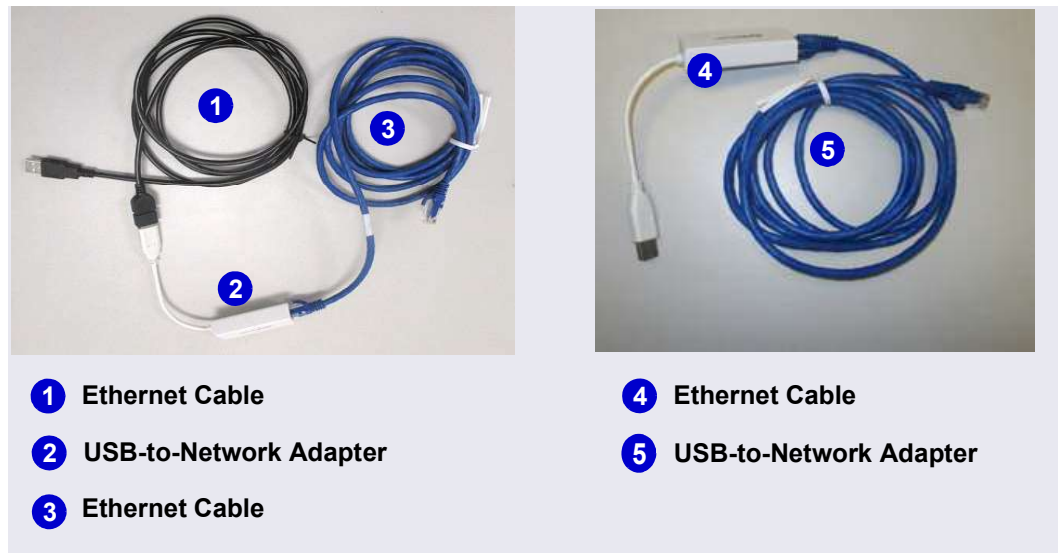 1
3
2
4
5
1 Ethernet Cable
2 USB-to-Network Adapter
3 Ethernet Cable
4 Ethernet Cable
5 USB-to-Network Adapter